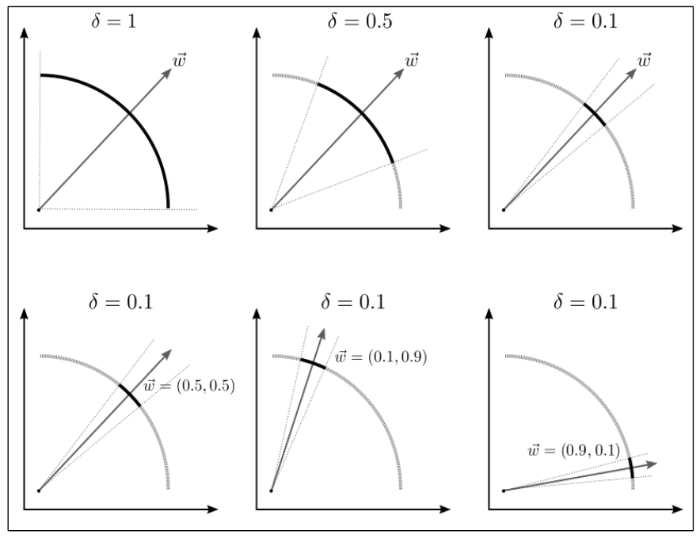 δ = 1
δ = 0.5
δ = 0.1
w⃗
w⃗
w⃗
δ = 0.1
δ = 0.1
δ = 0.1
w⃗ = (0.5, 0.5)
w⃗ = (0.1, 0.9)
w⃗ = (0.9, 0.1)